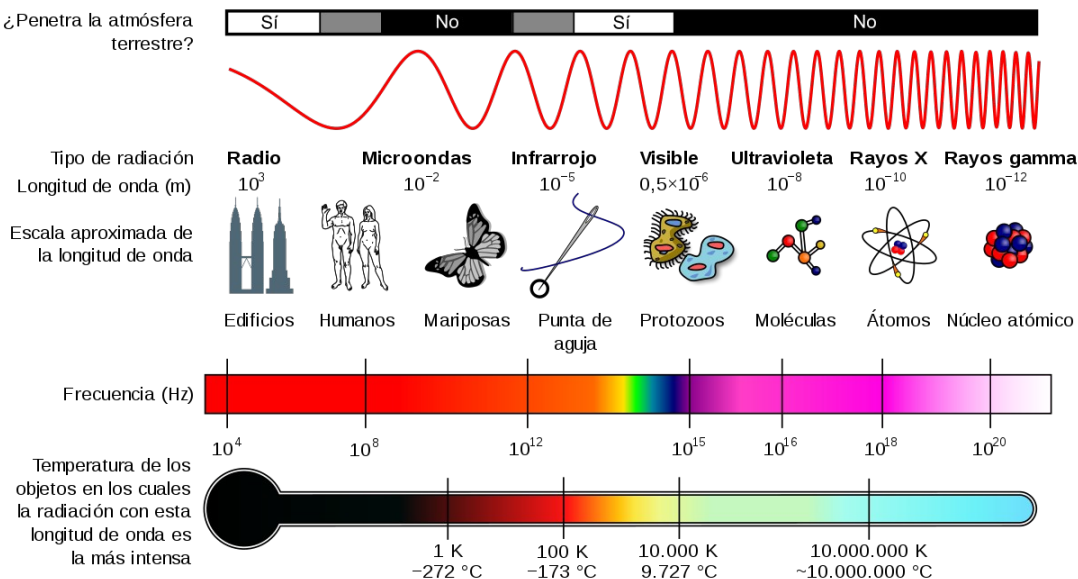 ¿Penetra la atmósfera
terrestre?
Sí No Sí No
Tipo de radiación Radio Microondas Infrarrojo Visible Ultravioleta Rayos X Rayos gamma
Longitud de onda (m) 10³ 10⁻² 10⁻⁵ 0,5×10⁻⁶ 10⁻⁸ 10⁻¹⁰ 10⁻¹²
Escala aproximada de
la longitud de onda
Edificios Humanos Mariposas Punta de
aguja Protozoos Moléculas Átomos Núcleo atómico
Frecuencia (Hz)
10⁴ 10⁸ 10¹² 10¹⁵ 10¹⁶ 10¹⁸ 10²⁰
Temperatura de los
objetos en los cuales
la radiación con esta
longitud de onda es
la más intensa
1 K 100 K 10.000 K 10.000.000 K
−272 °C −173 °C 9.727 °C ~10.000.000 °C